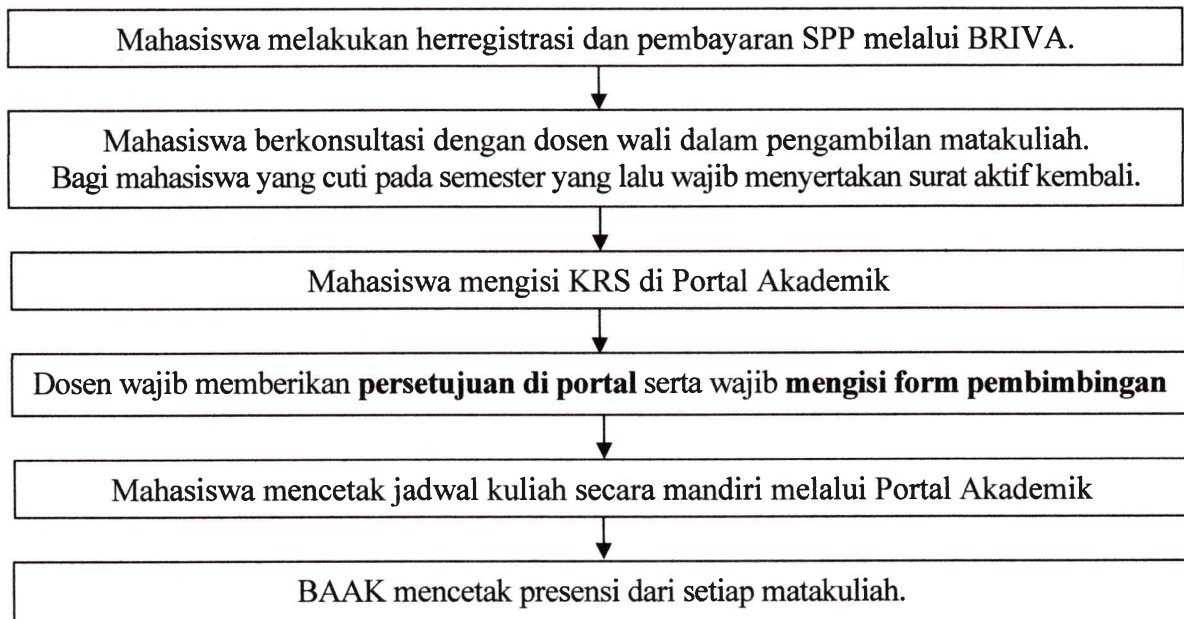 Mahasiswa melakukan herregistrasi dan pembayaran SPP melalui BRIVA.
Mahasiswa berkonsultasi dengan dosen wali dalam pengambilan matakuliah.
Bagi mahasiswa yang cuti pada semester yang lalu wajib menyertakan surat aktif kembali.
Mahasiswa mengisi KRS di Portal Akademik
Dosen wajib memberikan persetujuan di portal serta wajib mengisi form pembimbingan
Mahasiswa mencetak jadwal kuliah secara mandiri melalui Portal Akademik
BAAK mencetak presensi dari setiap matakuliah.